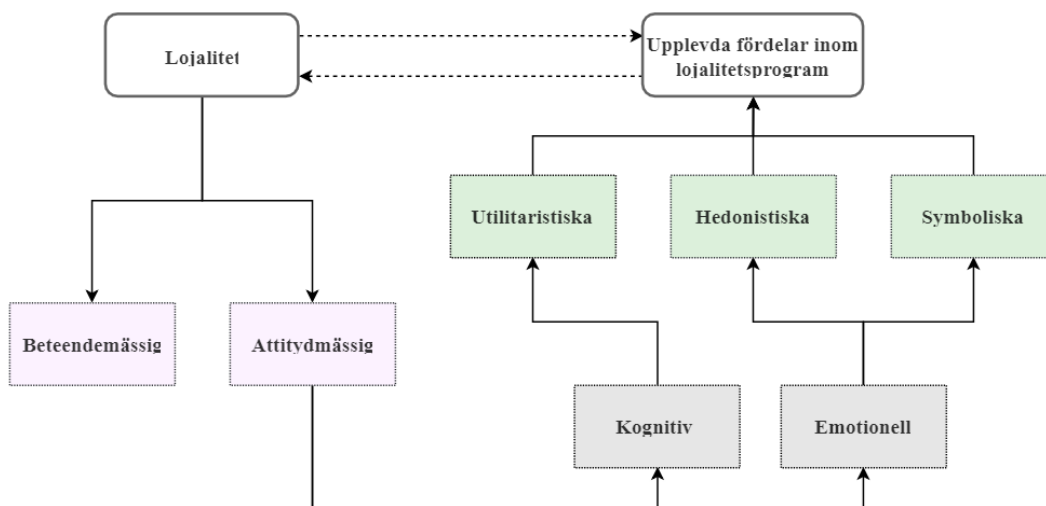 Lojalitet
Upplevda fördelar inom
lojalitetsprogram
Utilitaristiska
Hedonistiska
Symboliska
Beteendemässig
Attitydmässig
Kognitiv
Emotionell